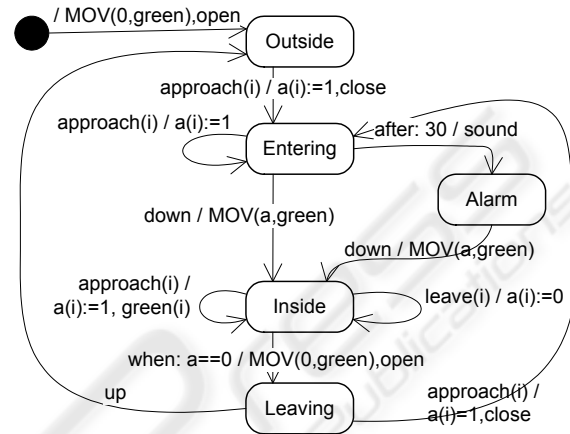 / MOV(0,green),open
Outside
approach(i) / a(i):=1,close
approach(i) / a(i):=1
after: 30 / sound
Entering
Alarm
down / MOV(a,green)
down / MOV(a,green)
approach(i) /
a(i):=1, green(i)
Inside
leave(i) / a(i):=0
when: a==0 / MOV(0,green),open
up
Leaving
approach(i) /
a(i)=1,close